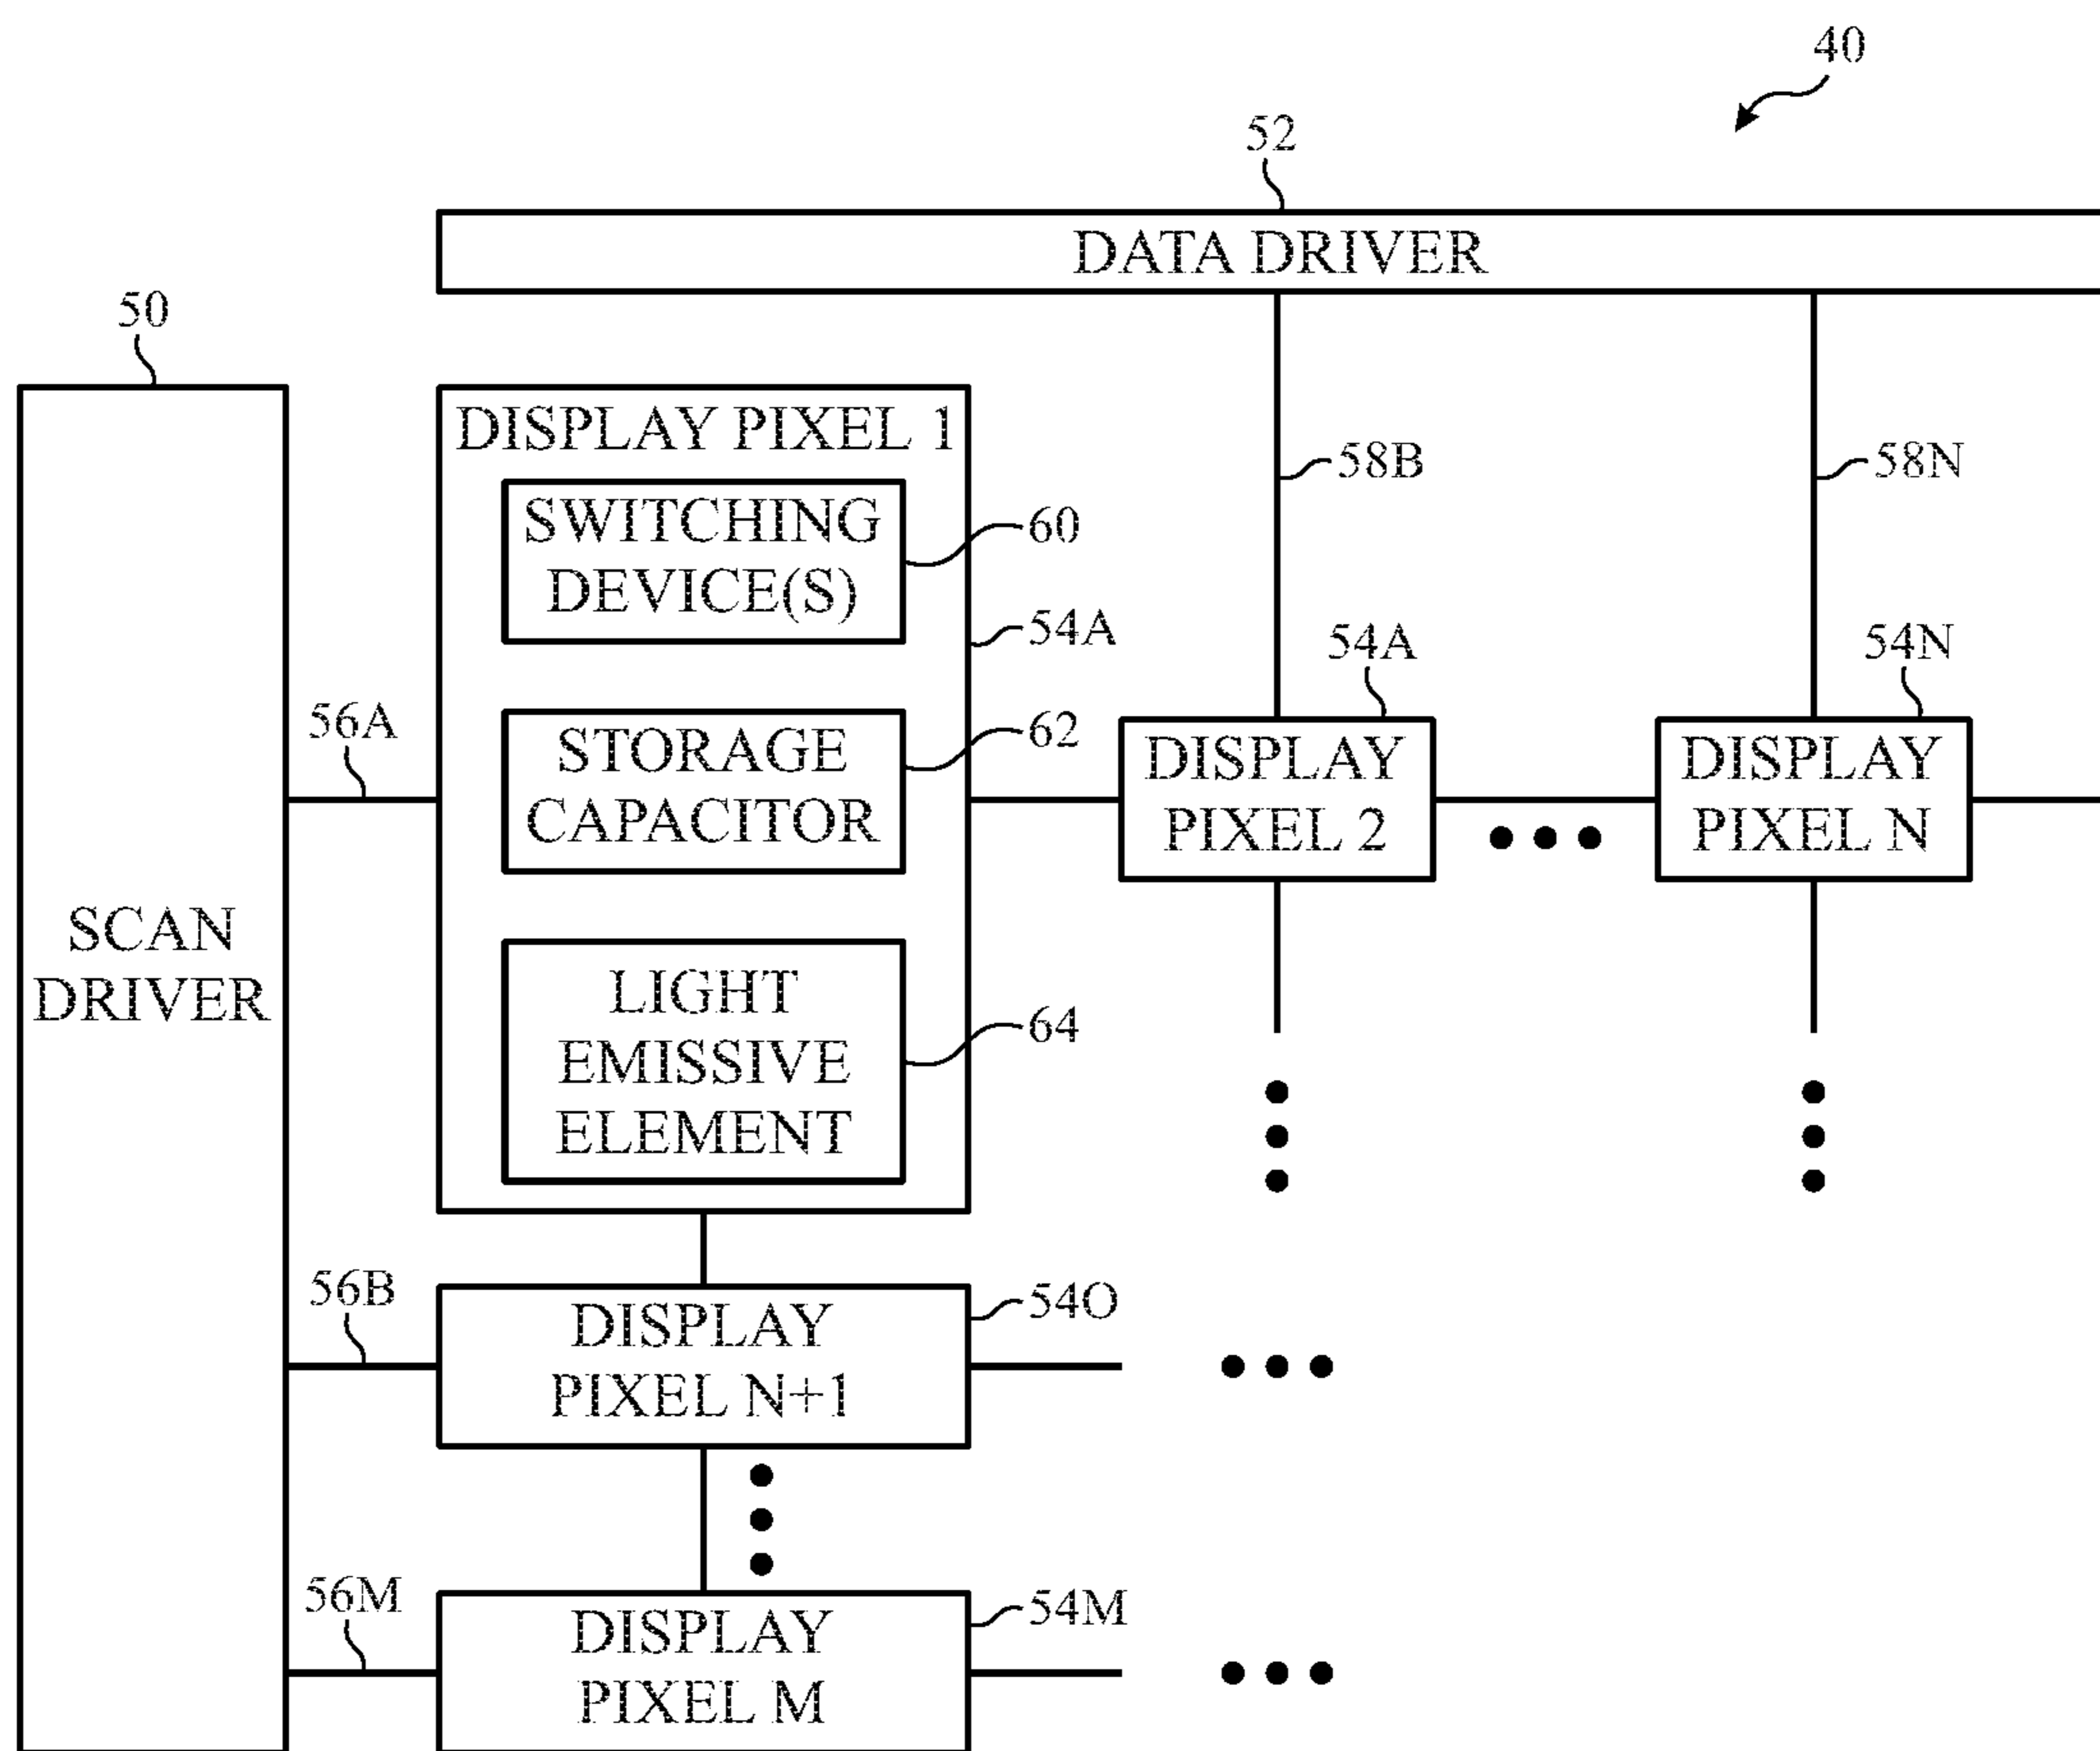 40
52
DATA DRIVER
50
DISPLAY PIXEL 1
58B
58N
SWITCHING
DEVICE(S)
60
54A
54A
54N
56A
STORAGE
CAPACITOR
62
DISPLAY
PIXEL 2
DISPLAY
PIXEL N
SCAN
DRIVER
LIGHT
EMISSIVE
ELEMENT
64
56B
DISPLAY
PIXEL N+1
54O
56M
DISPLAY
PIXEL M
54M